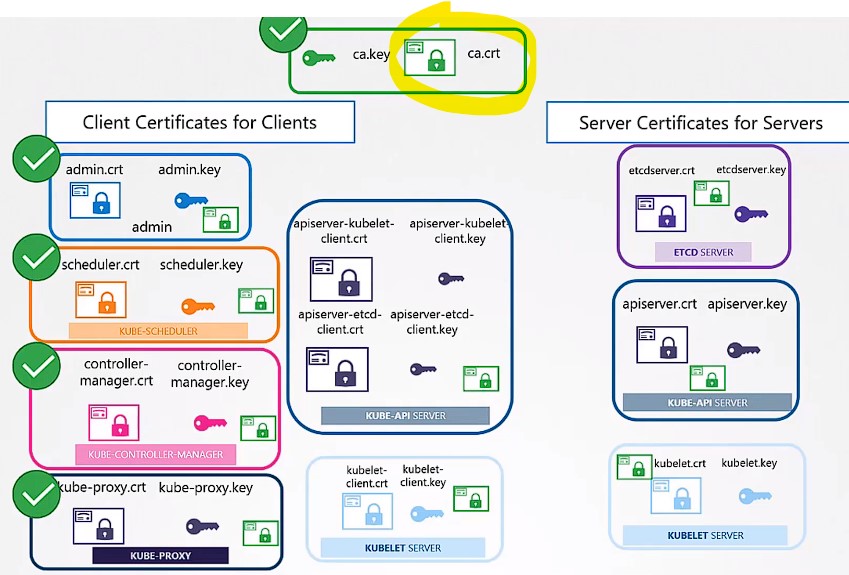 ca.key ca.crt
Client Certificates for Clients
Server Certificates for Servers
admin.crt admin.key
admin
scheduler.crt scheduler.key
KUBE-SCHEDULER
controller-
manager.crt
controller-
manager.key
KUBE-CONTROLLER-MANAGER
kube-proxy.crt kube-proxy.key
KUBE-PROXY
apiserver-kubelet-
client.crt
apiserver-kubelet-
client.key
apiserver-etcd-
client.crt
apiserver-etcd-
client.key
KUBE-API SERVER
kubelet-
client.crt
kubelet-
client.key
KUBELET SERVER
etcdserver.crt etcdserver.key
ETCD SERVER
apiserver.crt apiserver.key
KUBE-API SERVER
kubelet.crt kubelet.key
KUBELET SERVER